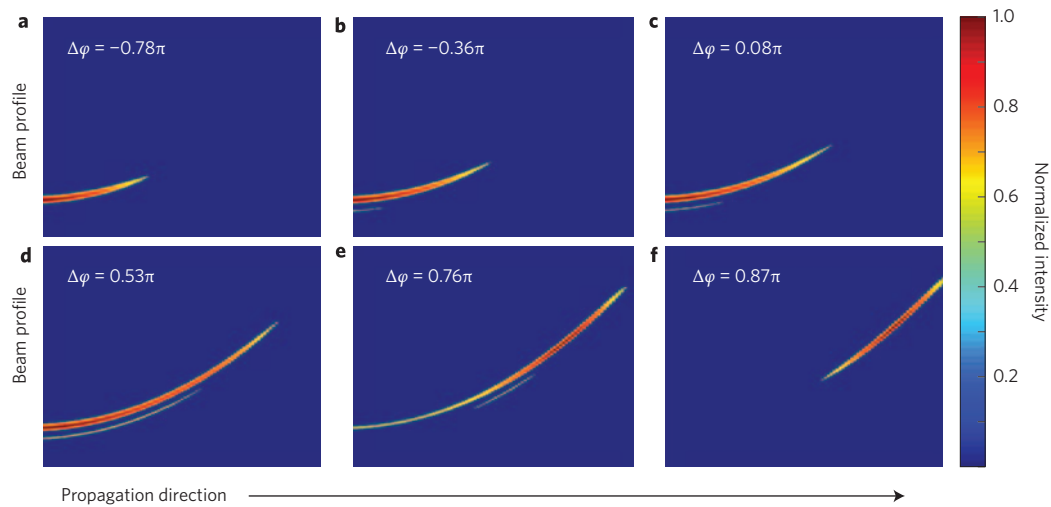 a
Δφ = −0.78π
b
Δφ = −0.36π
c
Δφ = 0.08π
Beam profile
d
Δφ = 0.53π
e
Δφ = 0.76π
f
Δφ = 0.87π
Beam profile
Propagation direction
1.0
0.8
0.6
0.4
0.2
Normalized intensity